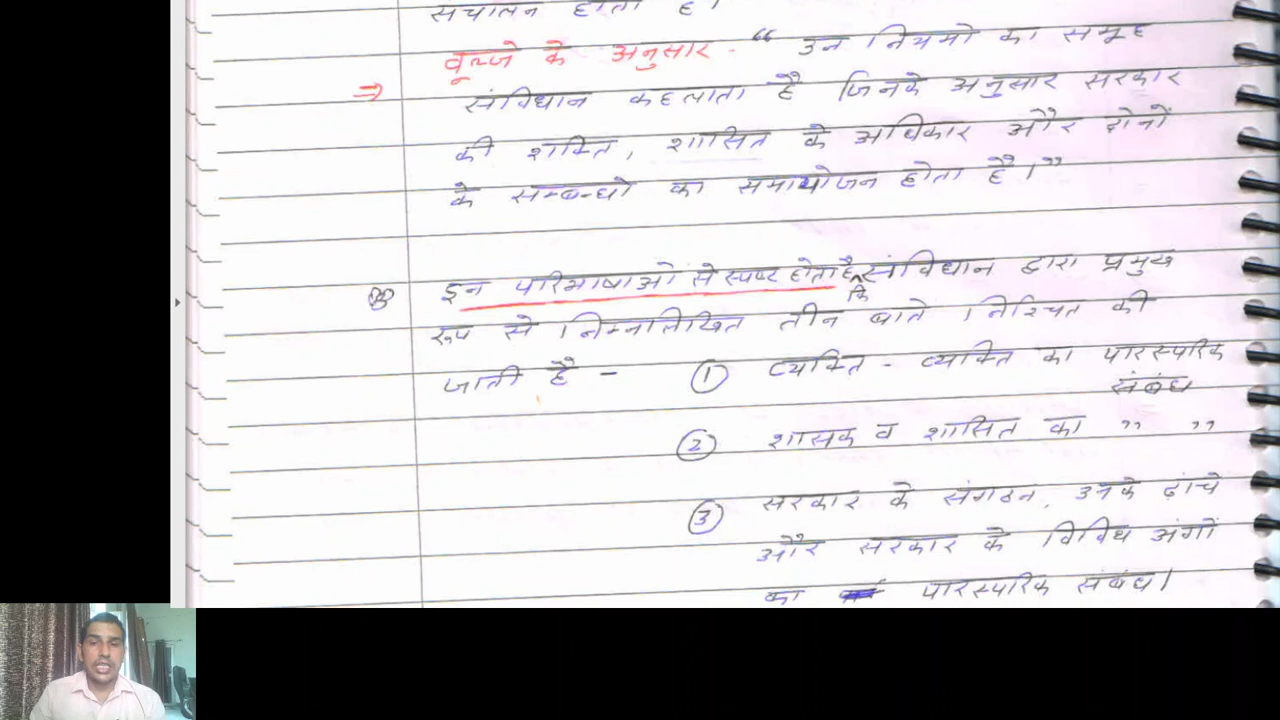 संचालन होता है।
वूल्जे के अनुसार - “ उन नियमो का समूह
⇒ संविधान कहलाता है जिनके अनुसार सरकार
की शक्ति, शासित के अधिकार और दोनों
के सम्बन्धो का समायोजन होता है।”
इन परिभाषाओ से स्पष्ट होता है कि संविधान द्वारा प्रमुख
रूप से निम्नलिखित तीन बाते निश्चित की
जाती है - ① व्यक्ति - व्यक्ति का पारस्परिक
संबंध
② शासक व शासित का ” ”
③ सरकार के संगठन, उनके ढ़ांचे
और सरकार के विविध अंगों
का पारस्परिक संबंध।